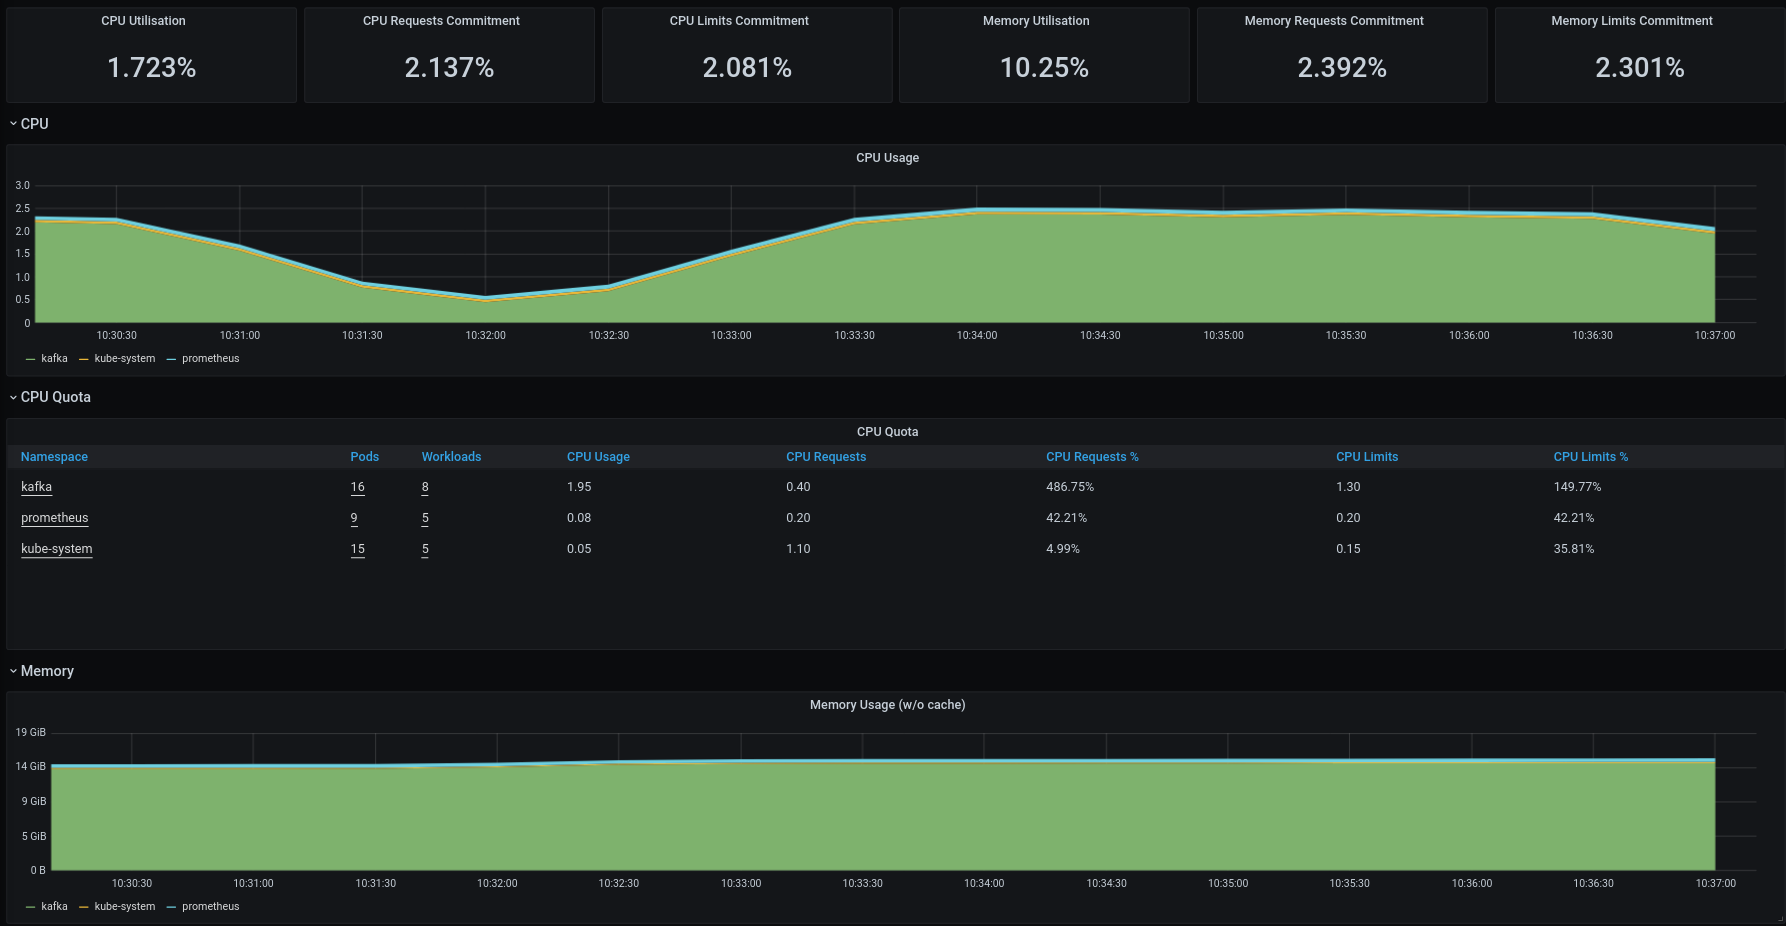 CPU Utilisation CPU Requests Commitment CPU Limits Commitment Memory Utilisation Memory Requests Commitment Memory Limits Commitment
1.723% 2.137% 2.081% 10.25% 2.392% 2.301%
CPU
CPU Usage
3.0
2.5
2.0
1.5
1.0
0.5
0
10:30:30 10:31:00 10:31:30 10:32:00 10:32:30 10:33:00 10:33:30 10:34:00 10:34:30 10:35:00 10:35:30 10:36:00 10:36:30 10:37:00
kafka kube-system prometheus
CPU Quota
CPU Quota
Namespace Pods Workloads CPU Usage CPU Requests CPU Requests % CPU Limits CPU Limits %
kafka 16 8 1.95 0.40 486.75% 1.30 149.77%
prometheus 9 5 0.08 0.20 42.21% 0.20 42.21%
kube-system 15 5 0.05 1.10 4.99% 0.15 35.81%
Memory
Memory Usage (w/o cache)
19 GiB
14 GiB
9 GiB
5 GiB
0 B
10:30:30 10:31:00 10:31:30 10:32:00 10:32:30 10:33:00 10:33:30 10:34:00 10:34:30 10:35:00 10:35:30 10:36:00 10:36:30 10:37:00
kafka kube-system prometheus